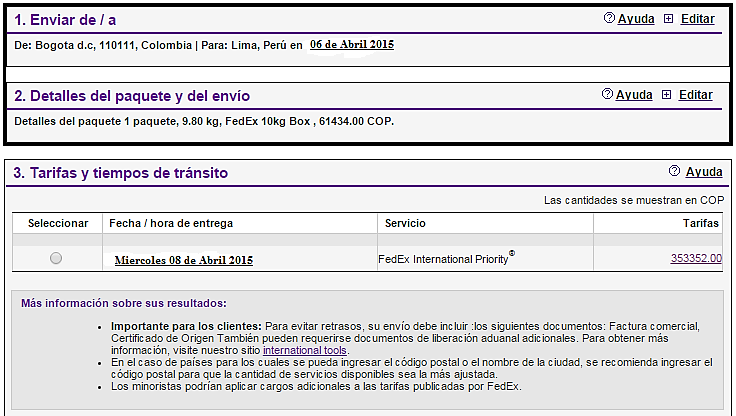 1. Enviar de / a
Ayuda Editar
De: Bogota d.c, 110111, Colombia | Para: Lima, Perú en 06 de Abril 2015
2. Detalles del paquete y del envío
Ayuda Editar
Detalles del paquete 1 paquete, 9.80 kg, FedEx 10kg Box , 61434.00 COP.
3. Tarifas y tiempos de tránsito
Ayuda
Las cantidades se muestran en COP
Seleccionar Fecha / hora de entrega Servicio Tarifas
Miercoles 08 de Abril 2015 FedEx International Priority® 353352.00
Más información sobre sus resultados:
• Importante para los clientes: Para evitar retrasos, su envío debe incluir :los siguientes documentos: Factura comercial,
Certificado de Origen También pueden requerirse documentos de liberación aduanal adicionales. Para obtener más
información, visite nuestro sitio international tools.
• En el caso de países para los cuales se pueda ingresar el código postal o el nombre de la ciudad, se recomienda ingresar el
código postal para que la cantidad de servicios disponibles sea la más ajustada.
• Los minoristas podrían aplicar cargos adicionales a las tarifas publicadas por FedEx.